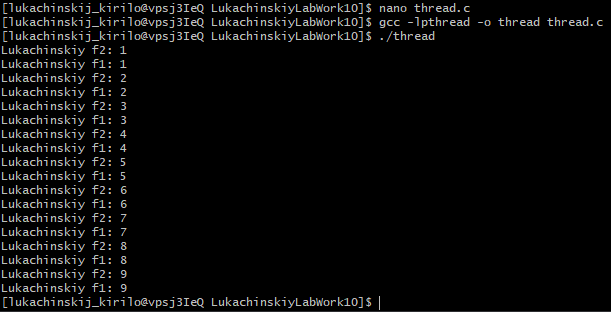 [lukachinskij_kirilo@vpsj3IeQ LukachinskiyLabWork10]$ nano thread.c
[lukachinskij_kirilo@vpsj3IeQ LukachinskiyLabWork10]$ gcc -lpthread -o thread thread.c
[lukachinskij_kirilo@vpsj3IeQ LukachinskiyLabWork10]$ ./thread
Lukachinskiy f2: 1
Lukachinskiy f1: 1
Lukachinskiy f2: 2
Lukachinskiy f1: 2
Lukachinskiy f2: 3
Lukachinskiy f1: 3
Lukachinskiy f2: 4
Lukachinskiy f1: 4
Lukachinskiy f2: 5
Lukachinskiy f1: 5
Lukachinskiy f2: 6
Lukachinskiy f1: 6
Lukachinskiy f2: 7
Lukachinskiy f1: 7
Lukachinskiy f2: 8
Lukachinskiy f1: 8
Lukachinskiy f2: 9
Lukachinskiy f1: 9
[lukachinskij_kirilo@vpsj3IeQ LukachinskiyLabWork10]$